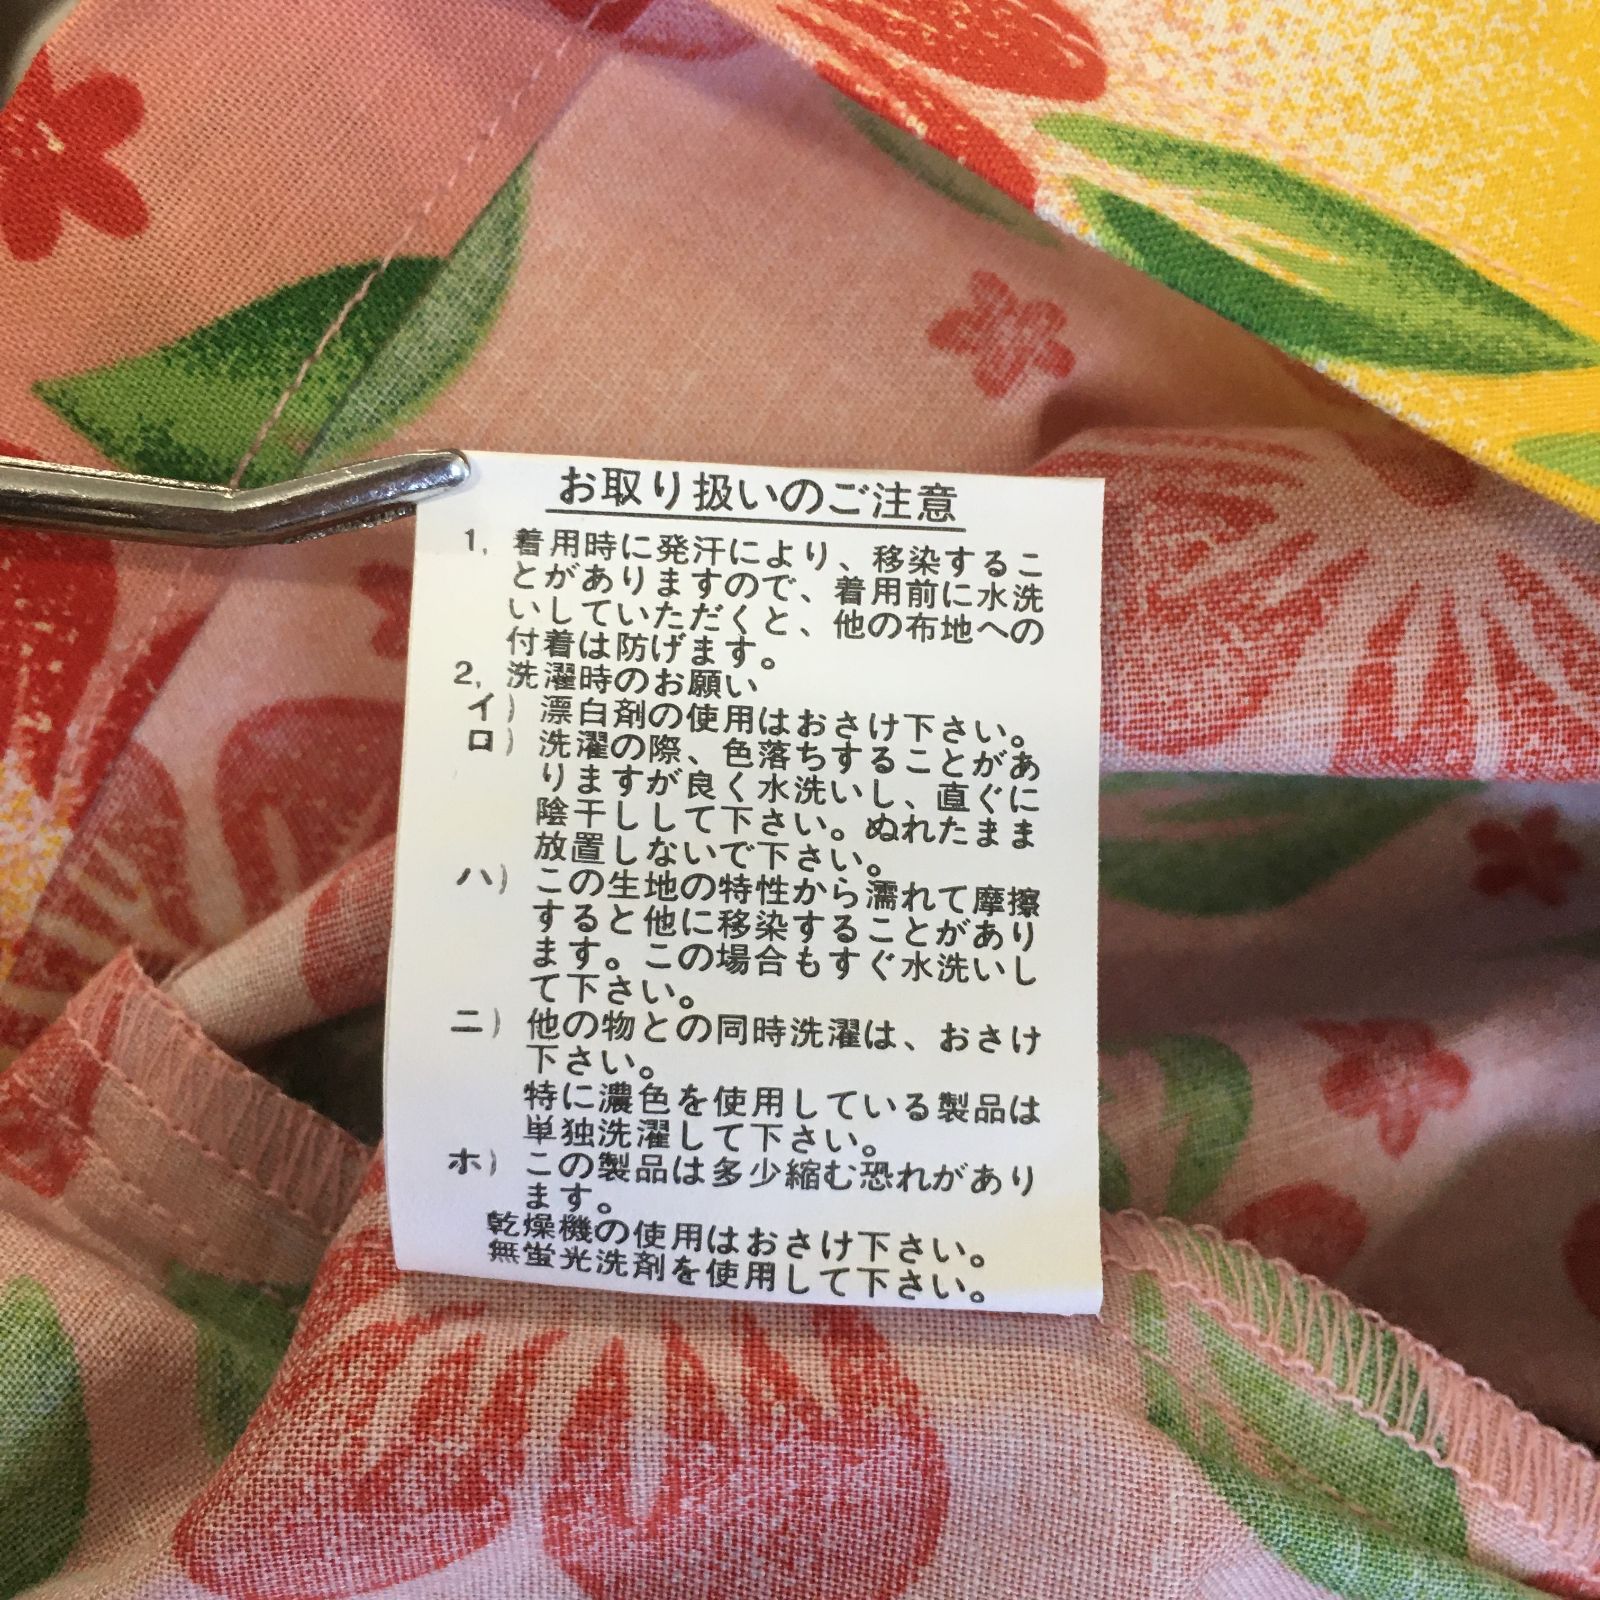 お取り扱いのご注意
1, 着用時に発汗により、移染するこ
とがありますので、着用前に水洗
いしていただくと、他の布地への
付着は防げます。
2, 洗濯時のお願い
イ） 漂白剤の使用はおさけ下さい。
ロ） 洗濯の際、色落ちすることがあ
りますが良く水洗いし、直ぐに
陰干しして下さい。ぬれたまま
放置しないで下さい。
ハ） この生地の特性から濡れて摩擦
すると他に移染することがあり
ます。この場合もすぐ水洗いし
て下さい。
ニ） 他の物との同時洗濯は、おさけ
下さい。
特に濃色を使用している製品は
単独洗濯して下さい。
ホ） この製品は多少縮む恐れがあり
ます。
乾燥機の使用はおさけ下さい。
無蛍光洗剤を使用して下さい。